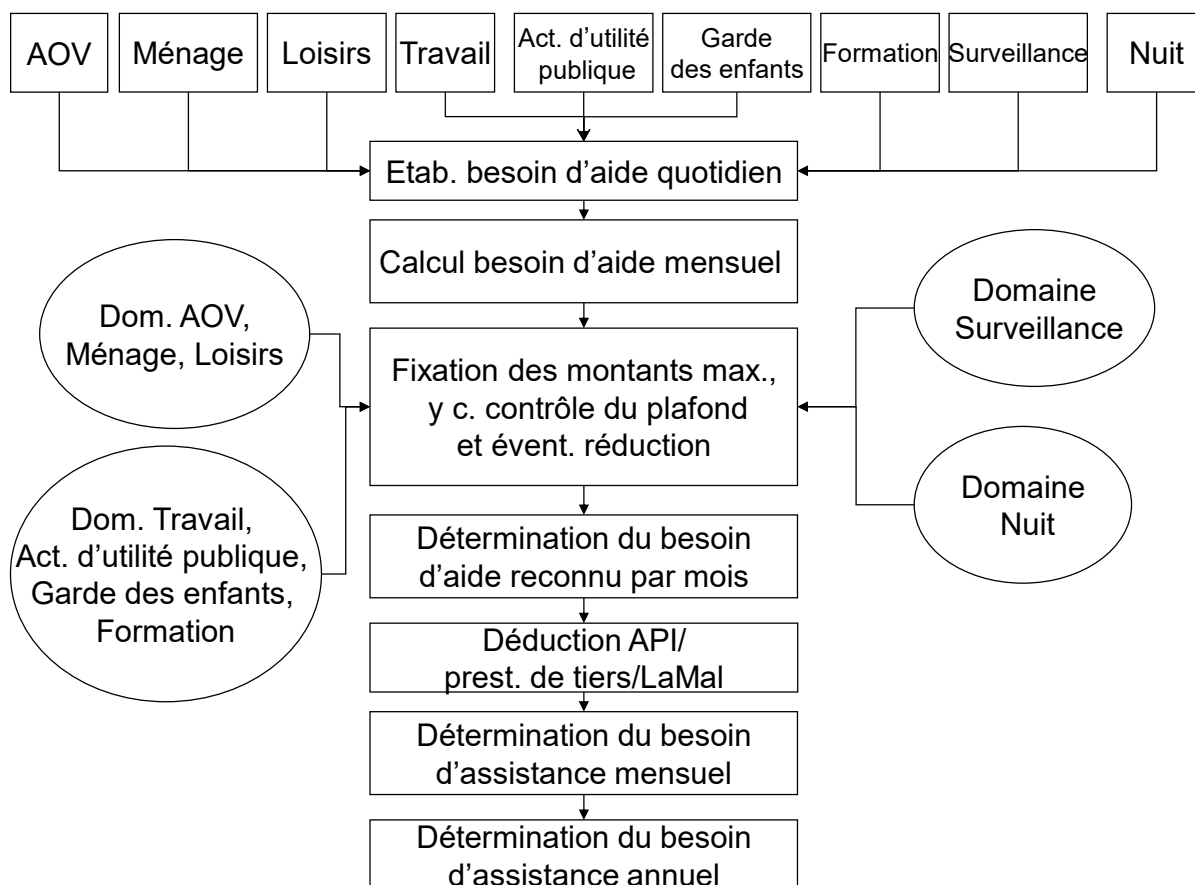 AOV
Ménage
Loisirs
Travail
Act. d’utilité
publique
Garde
des enfants
Formation
Surveillance
Nuit
Etab. besoin d’aide quotidien
Calcul besoin d’aide mensuel
Dom. AOV,
Ménage, Loisirs
Domaine
Surveillance
Fixation des montants max.,
y c. contrôle du plafond
et évent. réduction
Dom. Travail,
Act. d’utilité publique,
Garde des enfants,
Formation
Domaine
Nuit
Détermination du besoin
d’aide reconnu par mois
Déduction API/
prest. de tiers/LaMal
Détermination du besoin
d’assistance mensuel
Détermination du besoin
d’assistance annuel